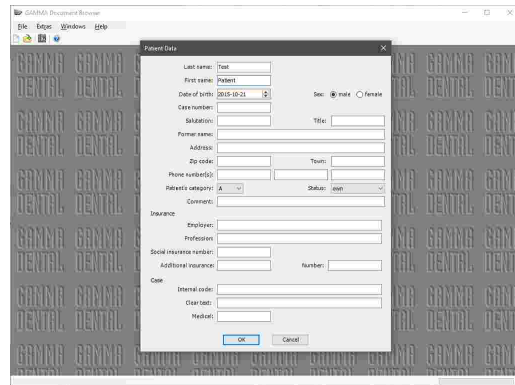 GAMMA Document Browser
File Extras Windows Help
Patient Data
Last name: Test
First name: Patient
Date of birth: 2015-10-21 Sex: male female
Case number:
Salutation: Title:
Former name:
Address:
Zip code: Town:
Phone number(s):
Patient's category: A Status: own
Comment:
Insurance
Employer:
Profession:
Social insurance number:
Additional insurance: Number:
Case
Internal code:
Clear text:
Medical:
OK Cancel
GAMMA DENTAL